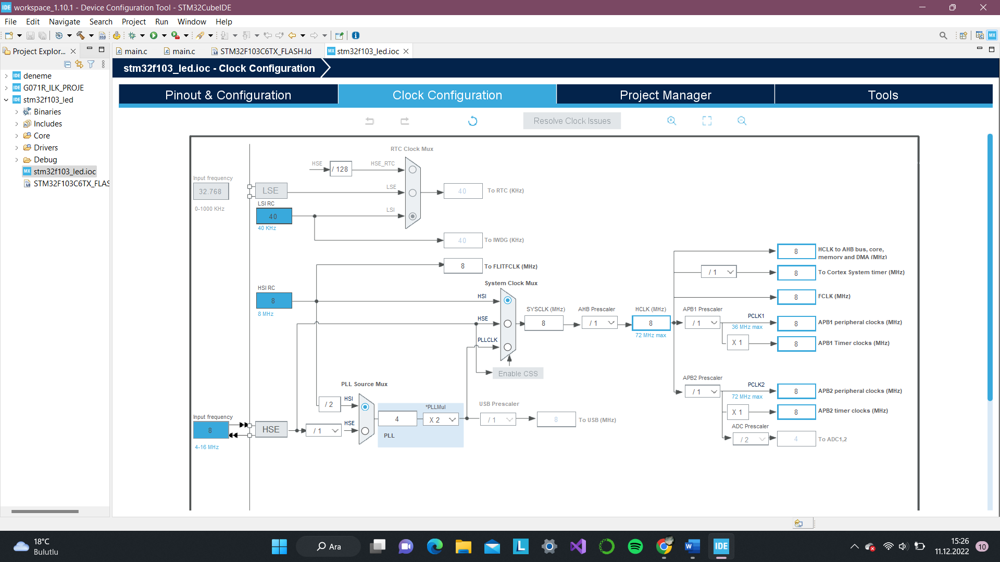 workspace_1.10.1 - Device Configuration Tool - STM32CubeIDE
File Edit Navigate Search Project Run Window Help
Project Explor...
main.c
main.c
STM32F103C6TX_FLASH.ld
stm32f103_led.ioc
deneme
G071R_ILK_PROJE
stm32f103_led
Binaries
Includes
Core
Drivers
Debug
stm32f103_led.ioc
STM32F103C6TX_FLAS
stm32f103_led.ioc - Clock Configuration
Pinout & Configuration
Clock Configuration
Project Manager
Tools
Resolve Clock Issues
RTC Clock Mux
HSE
/ 128
HSE_RTC
Input frequency
32.768
0-1000 KHz
LSE
LSE
40
To RTC (KHz)
LSI RC
40
40 KHz
LSI
40
To IWDG (KHz)
8
To FLITFCLK (MHz)
System Clock Mux
HSI RC
8
8 MHz
HSI
HSE
PLLCLK
SYSCLK (MHz)
8
AHB Prescaler
/ 1
HCLK (MHz)
8
72 MHz max
8
HCLK to AHB bus, core,
memory and DMA (MHz)
/ 1
8
To Cortex System timer (MHz)
8
FCLK (MHz)
APB1 Prescaler
/ 1
PCLK1
36 MHz max
8
APB1 peripheral clocks (MHz)
X 1
8
APB1 Timer clocks (MHz)
Enable CSS
APB2 Prescaler
/ 1
PCLK2
72 MHz max
8
APB2 peripheral clocks (MHz)
X 1
8
APB2 timer clocks (MHz)
ADC Prescaler
/ 2
4
To ADC1,2
PLL Source Mux
/ 2
HSI
HSE
4
*PLLMul
X 2
PLL
USB Prescaler
/ 1
8
To USB (MHz)
Input frequency
8
4-16 MHz
HSE
/ 1
18°C
Bulutlu
Ara
IDE
15:26
11.12.2022
10